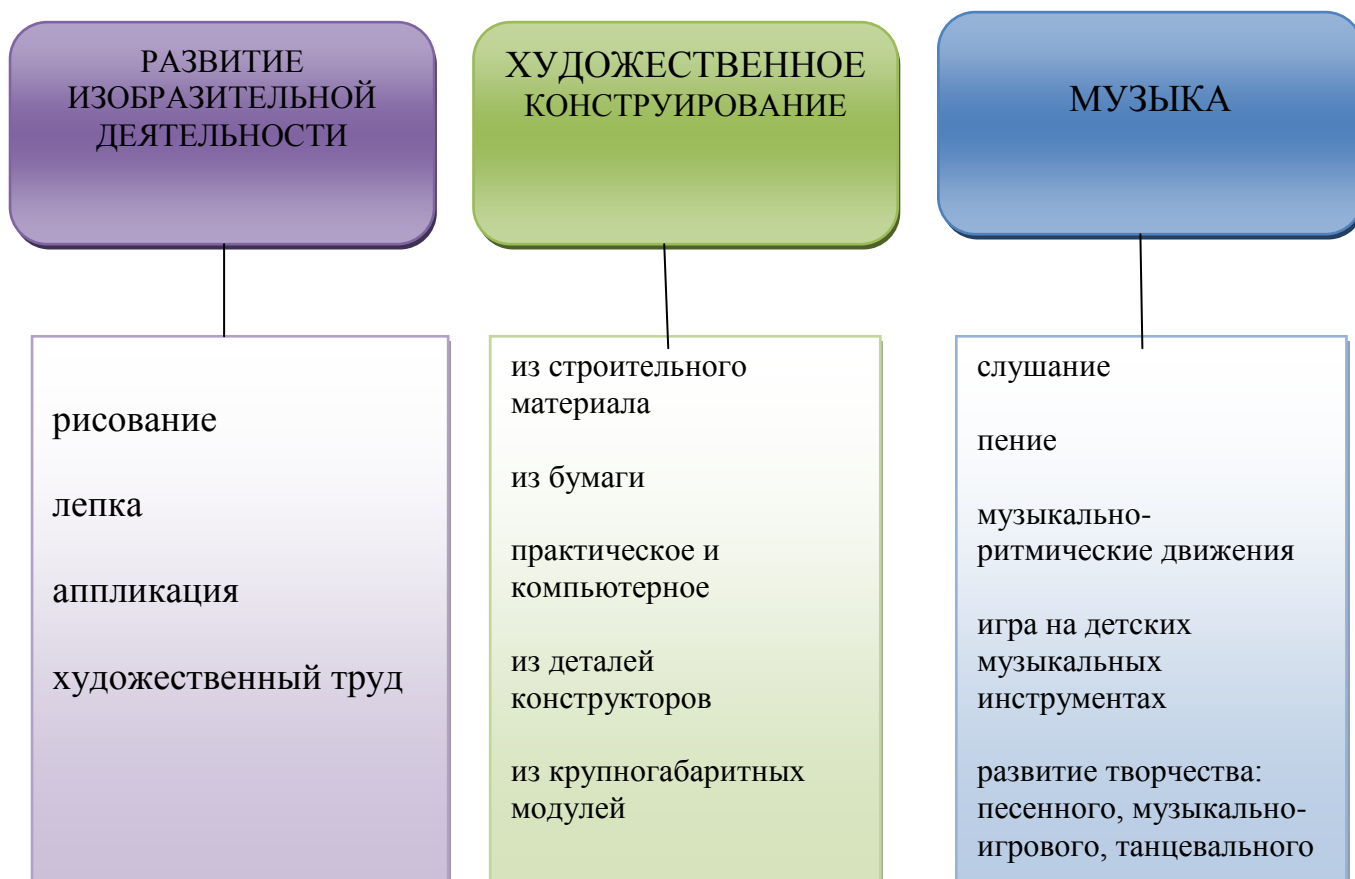 РАЗВИТИЕ
ИЗОБРАЗИТЕЛЬНОЙ
ДЕЯТЕЛЬНОСТИ
ХУДОЖЕСТВЕННОЕ
КОНСТРУИРОВАНИЕ
МУЗЫКА
рисование
лепка
аппликация
художественный труд
из строительного
материала
из бумаги
практическое и
компьютерное
из деталей
конструкторов
из крупногабаритных
модулей
слушание
пение
музыкально-
ритмические движения
игра на детских
музыкальных
инструментах
развитие творчества:
песенного, музыкально-
игрового, танцевального